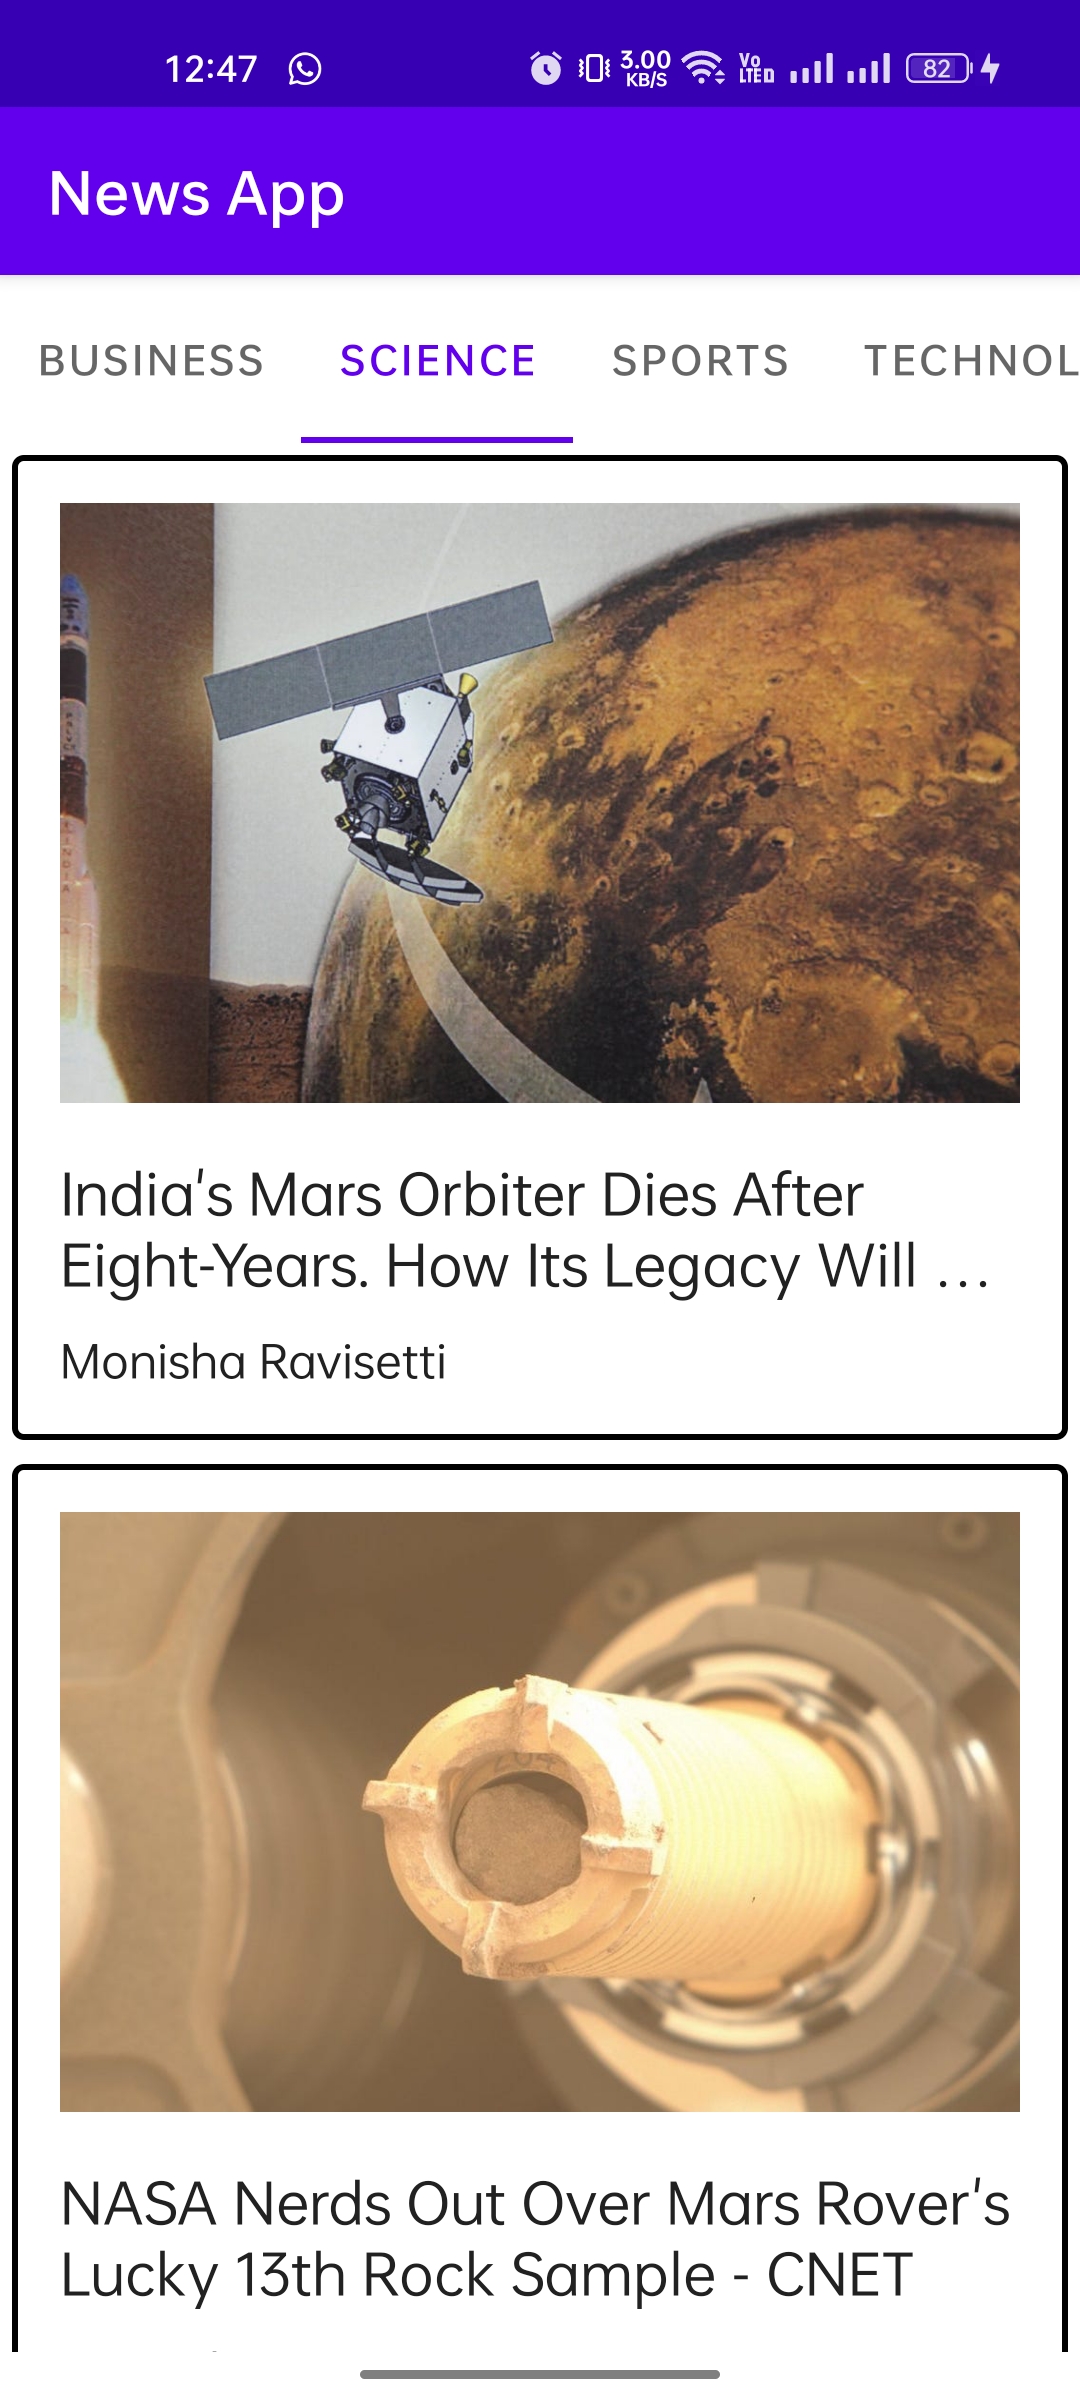 12:47 3.00 KB/S Vo LTE 82
News App
BUSINESS SCIENCE SPORTS TECHNOL
India's Mars Orbiter Dies After
Eight-Years. How Its Legacy Will ...
Monisha Ravisetti
NASA Nerds Out Over Mars Rover's
Lucky 13th Rock Sample - CNET